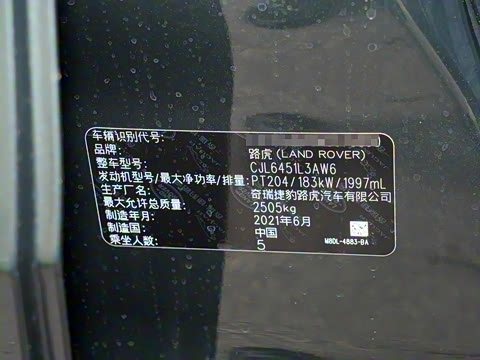 车辆识别代号:
品牌: 路虎 (LAND ROVER)
整车型号: CJL6451L3AW6
发动机型号/最大净功率/排量: PT204/183kW/1997mL
生产厂名: 奇瑞捷豹路虎汽车有限公司
最大允许总质量: 2505kg
制造年月: 2021年6月
制造国: 中国
乘坐人数: 5
M8DL-4883-BA